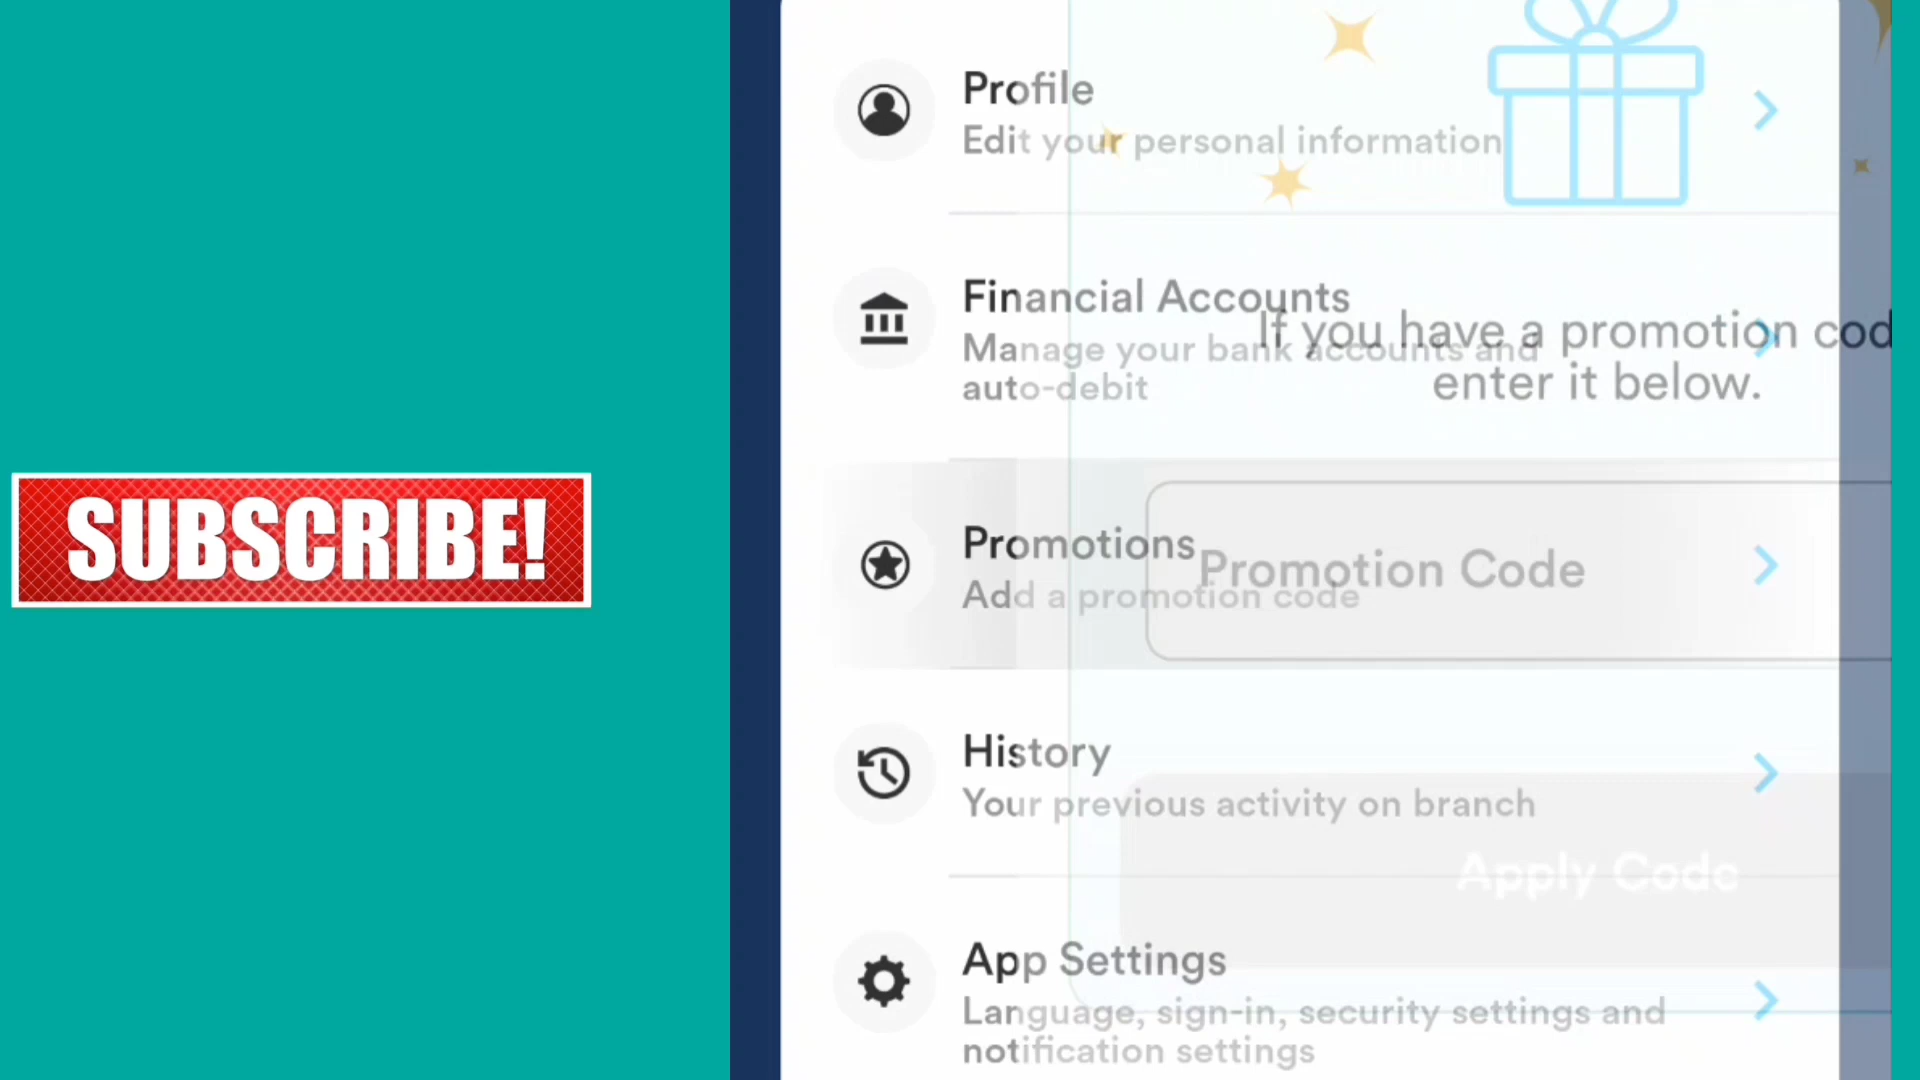 SUBSCRIBE!
Profile
Edit your personal information
Financial Accounts
Manage your bank accounts and
auto-debit
Promotions
Add a promotion code
History
Your previous activity on branch
App Settings
Language, sign-in, security settings and
notification settings
If you have a promotion cod
enter it below.
Promotion Code
Apply Code